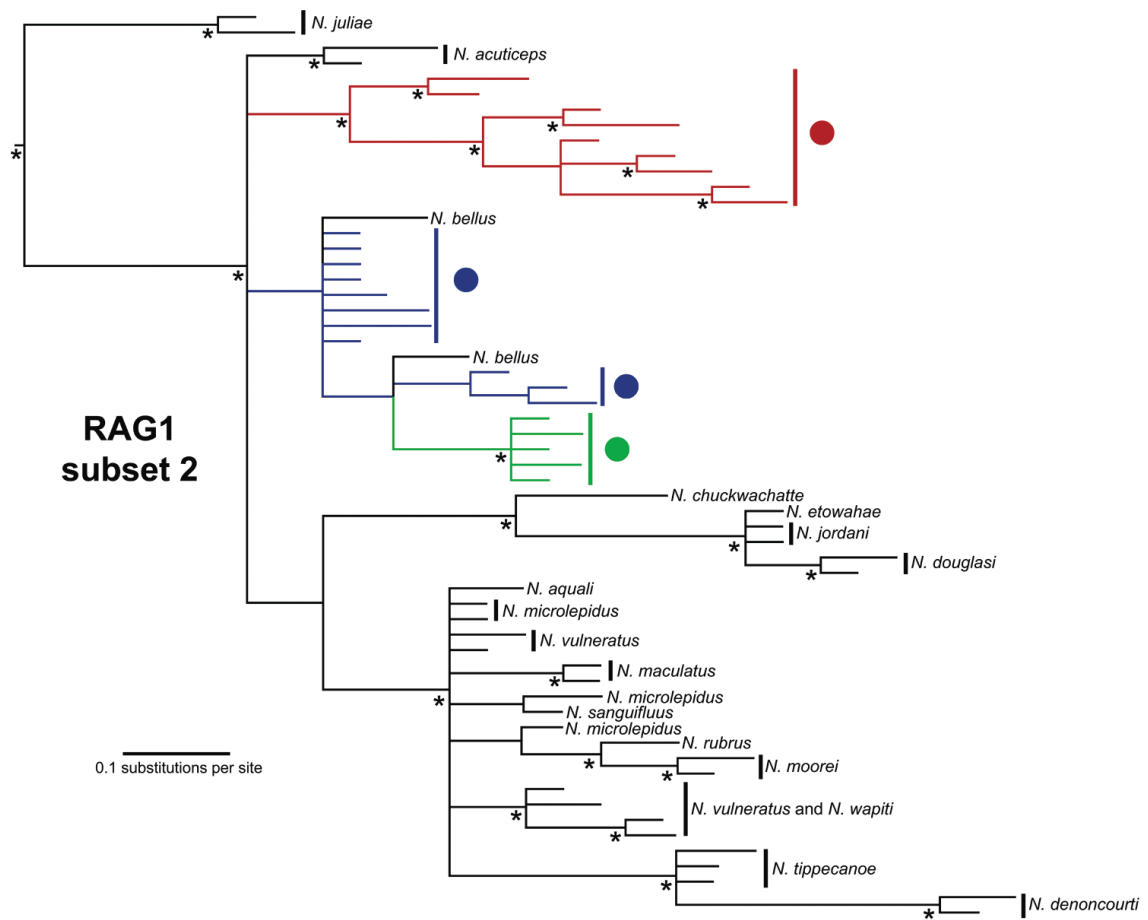 N. juliae
N. acuticeps
N. bellus
N. bellus
RAG1
subset 2
N. chuckwachatte
N. etowahae
N. jordani
N. douglasi
N. aquali
N. microlepidus
N. vulneratus
N. maculatus
N. microlepidus
N. sanguifluus
N. microlepidus
N. rubrus
N. moorei
0.1 substitutions per site
N. vulneratus and N. wapiti
N. tippecanoe
N. denoncourti